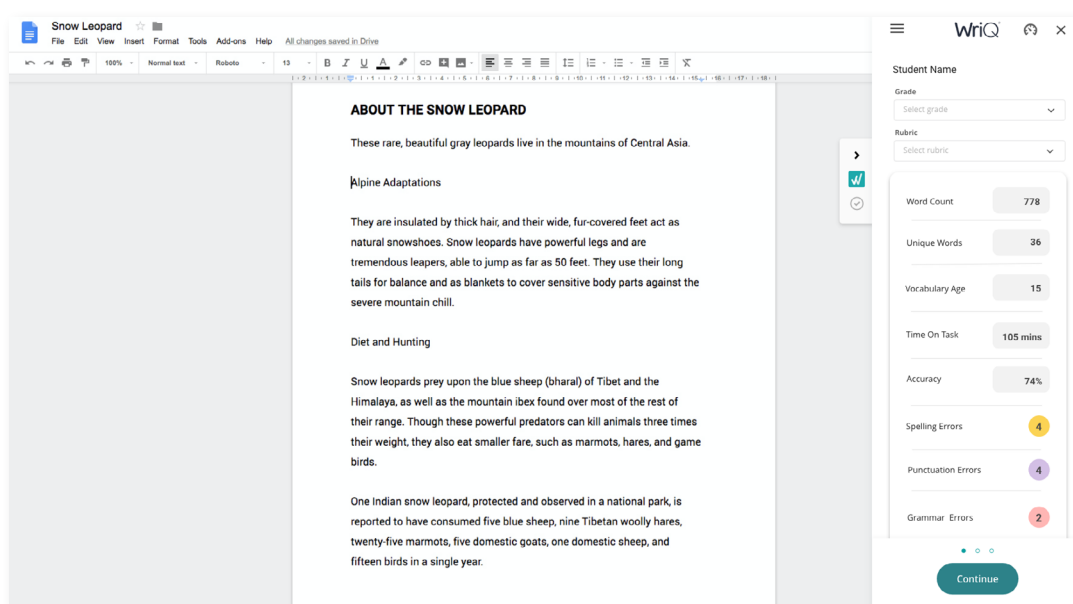 Snow Leopard
File Edit View Insert Format Tools Add-ons Help All changes saved in Drive
100% Normal text Roboto 13 B I U A
ABOUT THE SNOW LEOPARD
These rare, beautiful gray leopards live in the mountains of Central Asia.
Alpine Adaptations
They are insulated by thick hair, and their wide, fur-covered feet act as
natural snowshoes. Snow leopards have powerful legs and are
tremendous leapers, able to jump as far as 50 feet. They use their long
tails for balance and as blankets to cover sensitive body parts against the
severe mountain chill.
Diet and Hunting
Snow leopards prey upon the blue sheep (bharal) of Tibet and the
Himalaya, as well as the mountain ibex found over most of the rest of
their range. Though these powerful predators can kill animals three times
their weight, they also eat smaller fare, such as marmots, hares, and game
birds.
One Indian snow leopard, protected and observed in a national park, is
reported to have consumed five blue sheep, nine Tibetan woolly hares,
twenty-five marmots, five domestic goats, one domestic sheep, and
fifteen birds in a single year.
WriQ
Student Name
Grade
Select grade
Rubric
Select rubric
Word Count 778
Unique Words 36
Vocabulary Age 15
Time On Task 105 mins
Accuracy 74%
Spelling Errors 4
Punctuation Errors 4
Grammar Errors 2
Continue